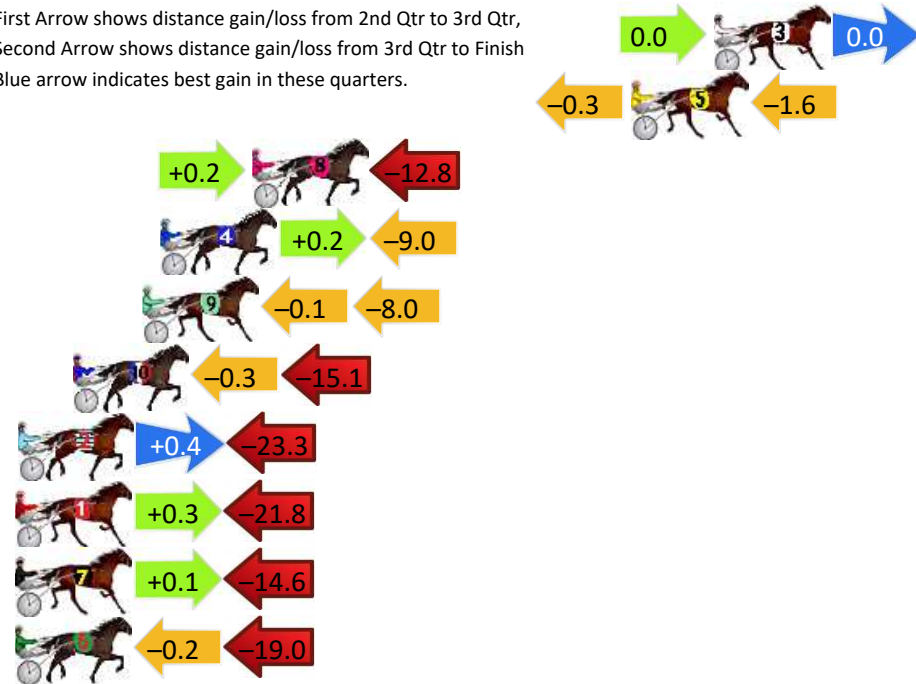 First Arrow shows distance gain/loss from 2nd Qtr to 3rd Qtr,
Second Arrow shows distance gain/loss from 3rd Qtr to Finish
Blue arrow indicates best gain in these quarters.
0.0 3 0.0
–0.3 5 –1.6
+0.2 8 –12.8
4 +0.2 –9.0
9 –0.1 –8.0
10 –0.3 –15.1
2 +0.4 –23.3
1 +0.3 –21.8
7 +0.1 –14.6
6 –0.2 –19.0